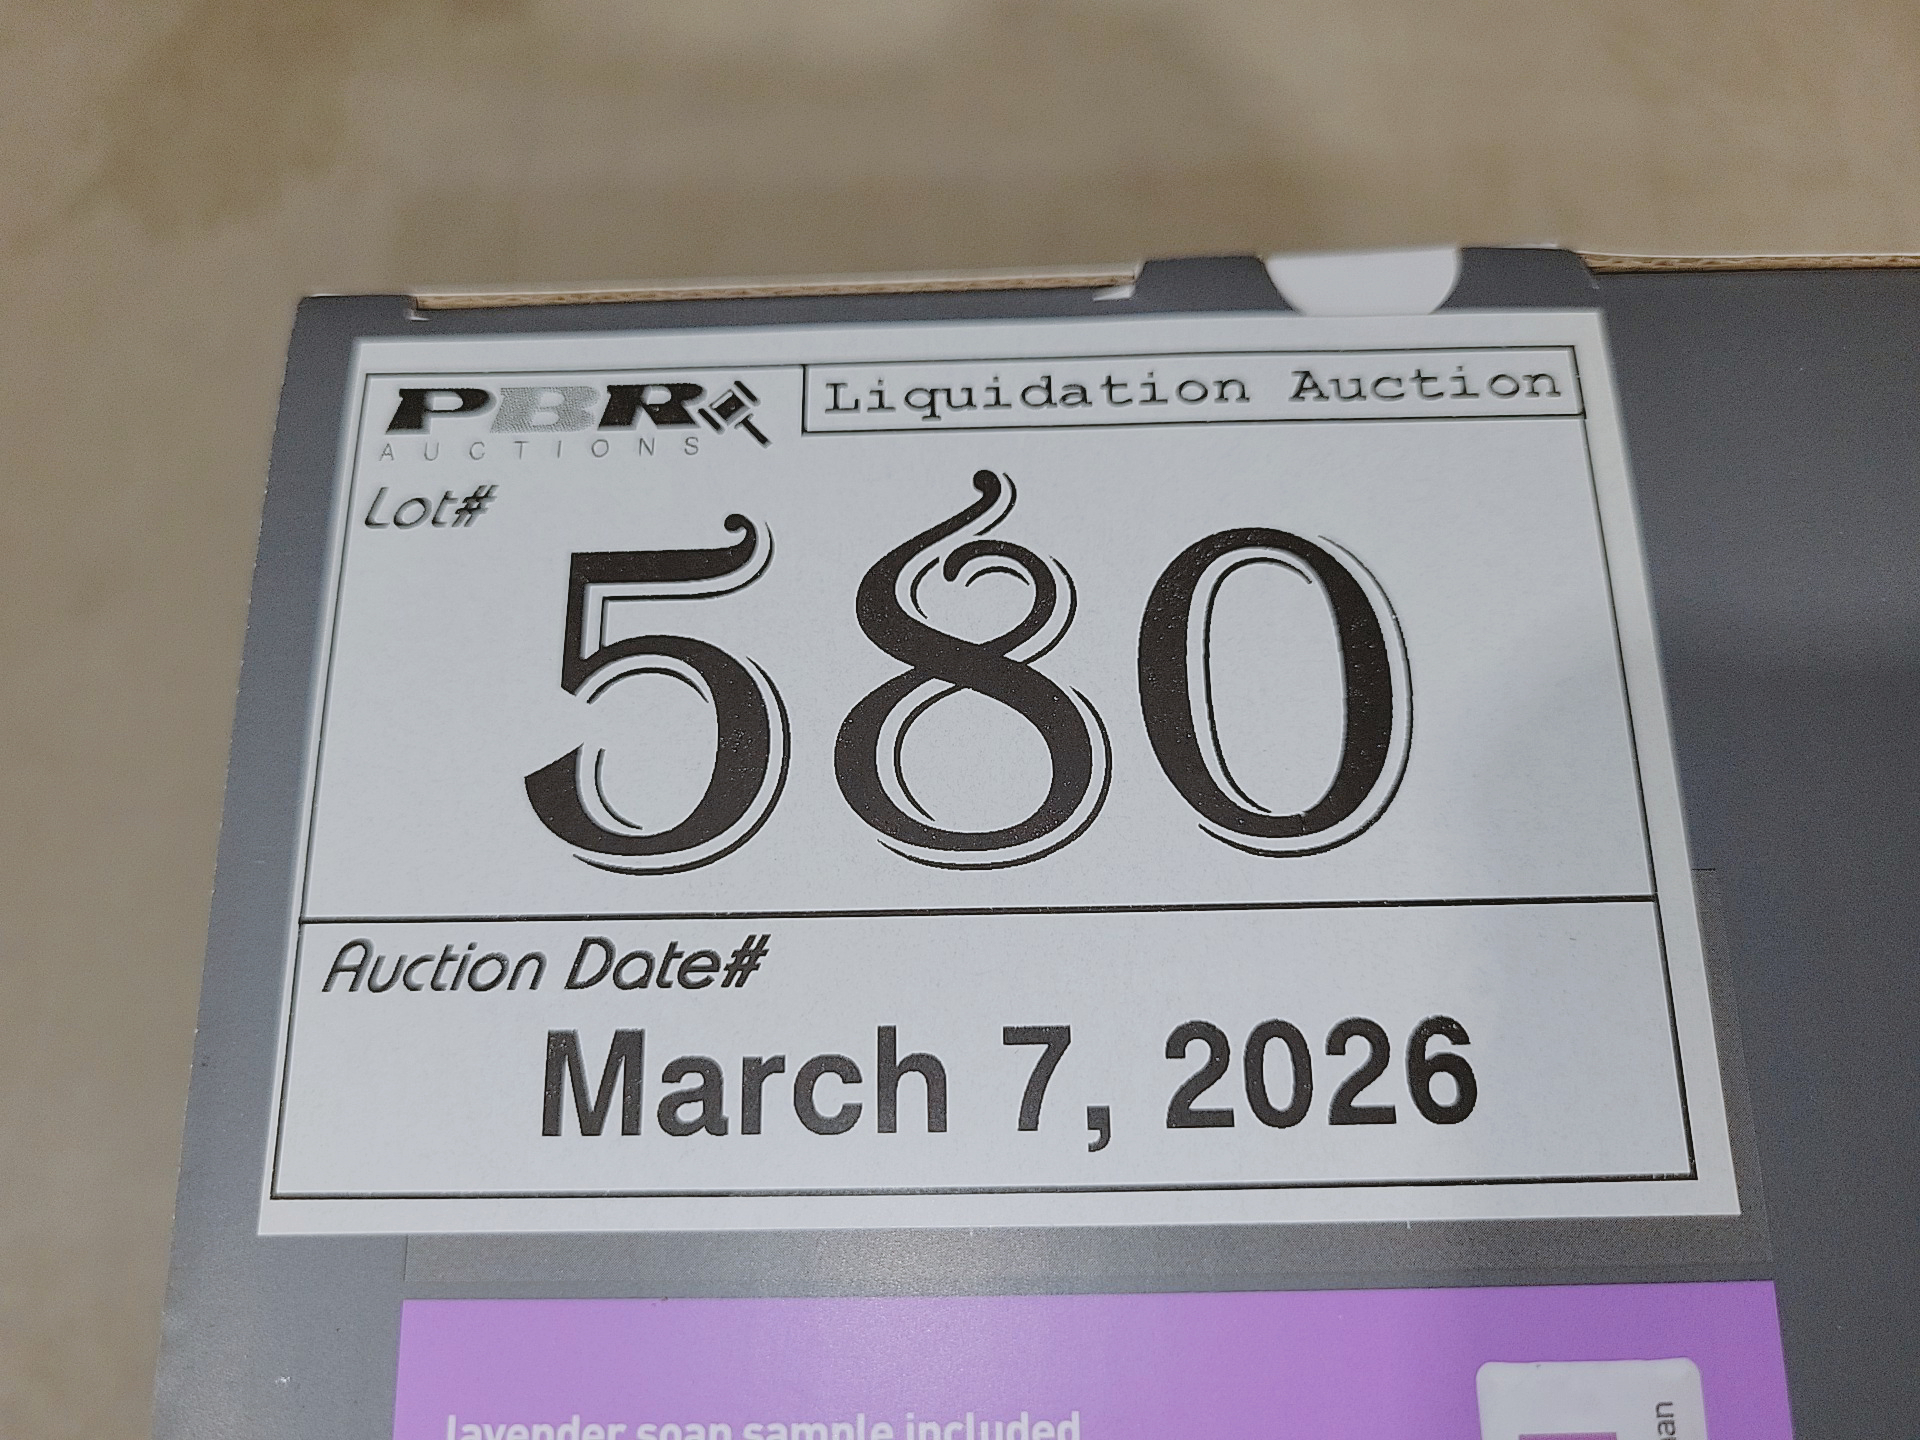 PBR
AUCTIONS
Liquidation Auction
Lot#
580
Auction Date#
March 7, 2026
lavender soap sample included